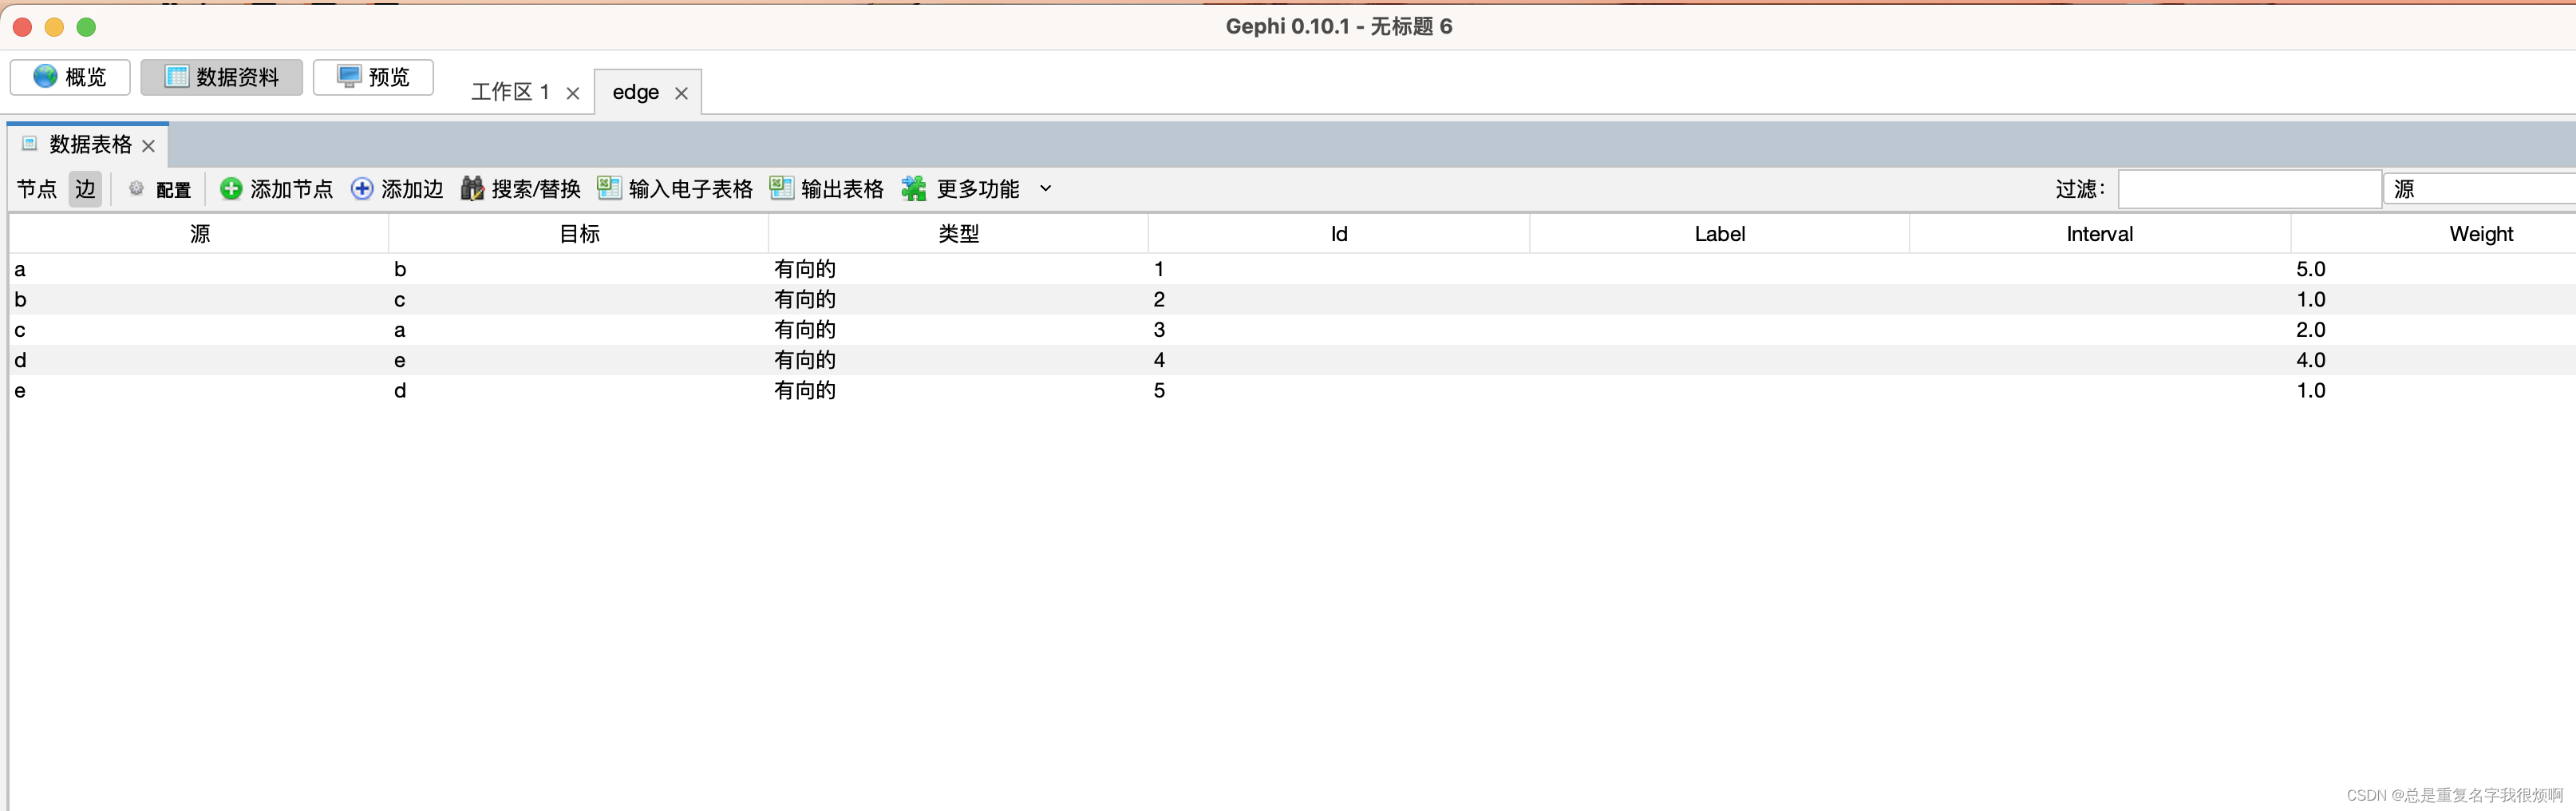 Gephi 0.10.1 - 无标题 6
概览 数据资料 预览 工作区 1 edge
数据表格
节点 边 配置 添加节点 添加边 搜索/替换 输入电子表格 输出表格 更多功能 过滤: 源
源 目标 类型 Id Label Interval Weight
a b 有向的 1 5.0
b c 有向的 2 1.0
c a 有向的 3 2.0
d e 有向的 4 4.0
e d 有向的 5 1.0
CSDN @总是重复名字我很烦啊